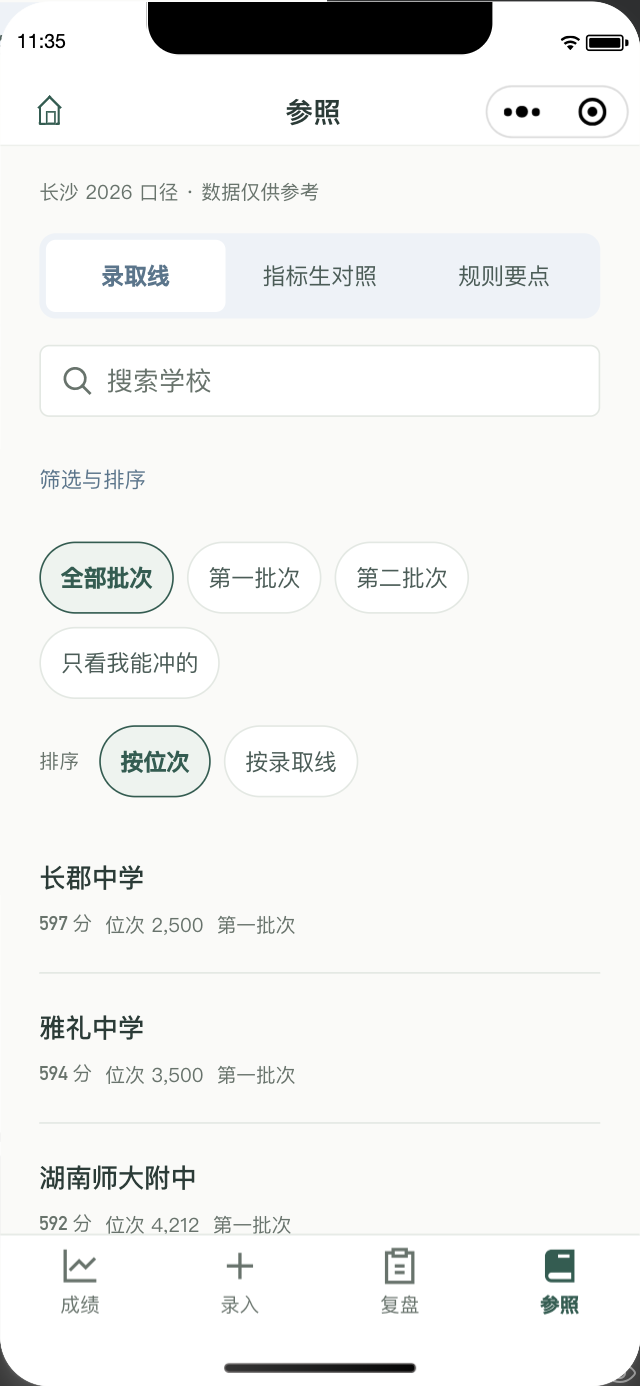 11:35
参照
长沙 2026 口径 · 数据仅供参考
录取线 指标生对照 规则要点
搜索学校
筛选与排序
全部批次 第一批次 第二批次
只看我能冲的
排序 按位次 按录取线
长郡中学
597 分 位次 2,500 第一批次
雅礼中学
594 分 位次 3,500 第一批次
湖南师大附中
592 分 位次 4,212 第一批次
成绩 录入 复盘 参照